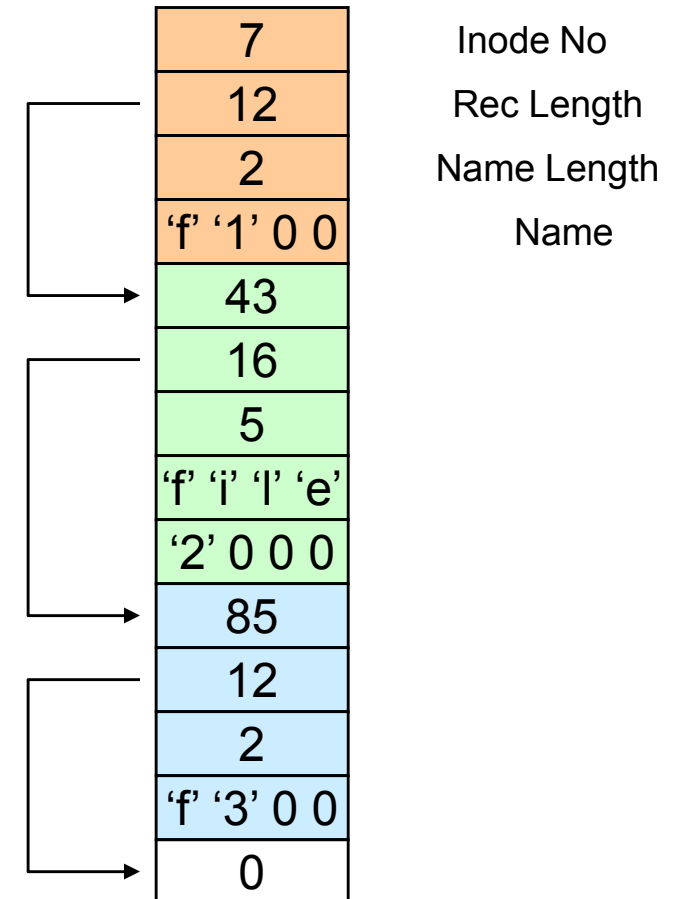 7 Inode No
12 Rec Length
2 Name Length
‘f’ ‘1’ 0 0 Name
43
16
5
‘f’ ‘i’ ‘l’ ‘e’
‘2’ 0 0 0
85
12
2
‘f’ ‘3’ 0 0
0